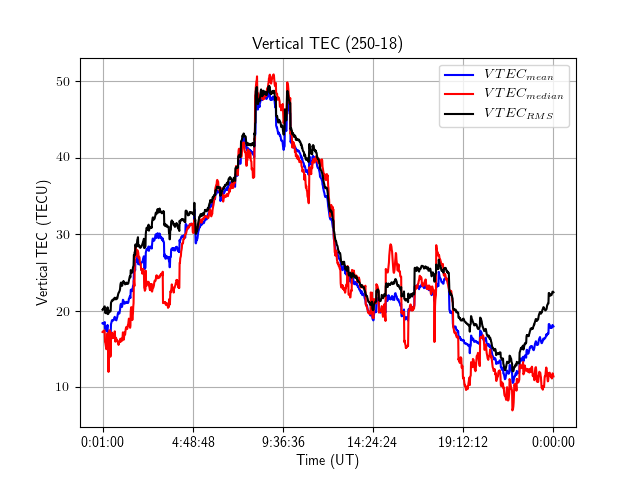 Vertical TEC (250-18)
VTEC_mean
VTEC_median
VTEC_RMS
Vertical TEC (TECU)
50
40
30
20
10
0:01:00 4:48:48 9:36:36 14:24:24 19:12:12 0:00:00
Time (UT)